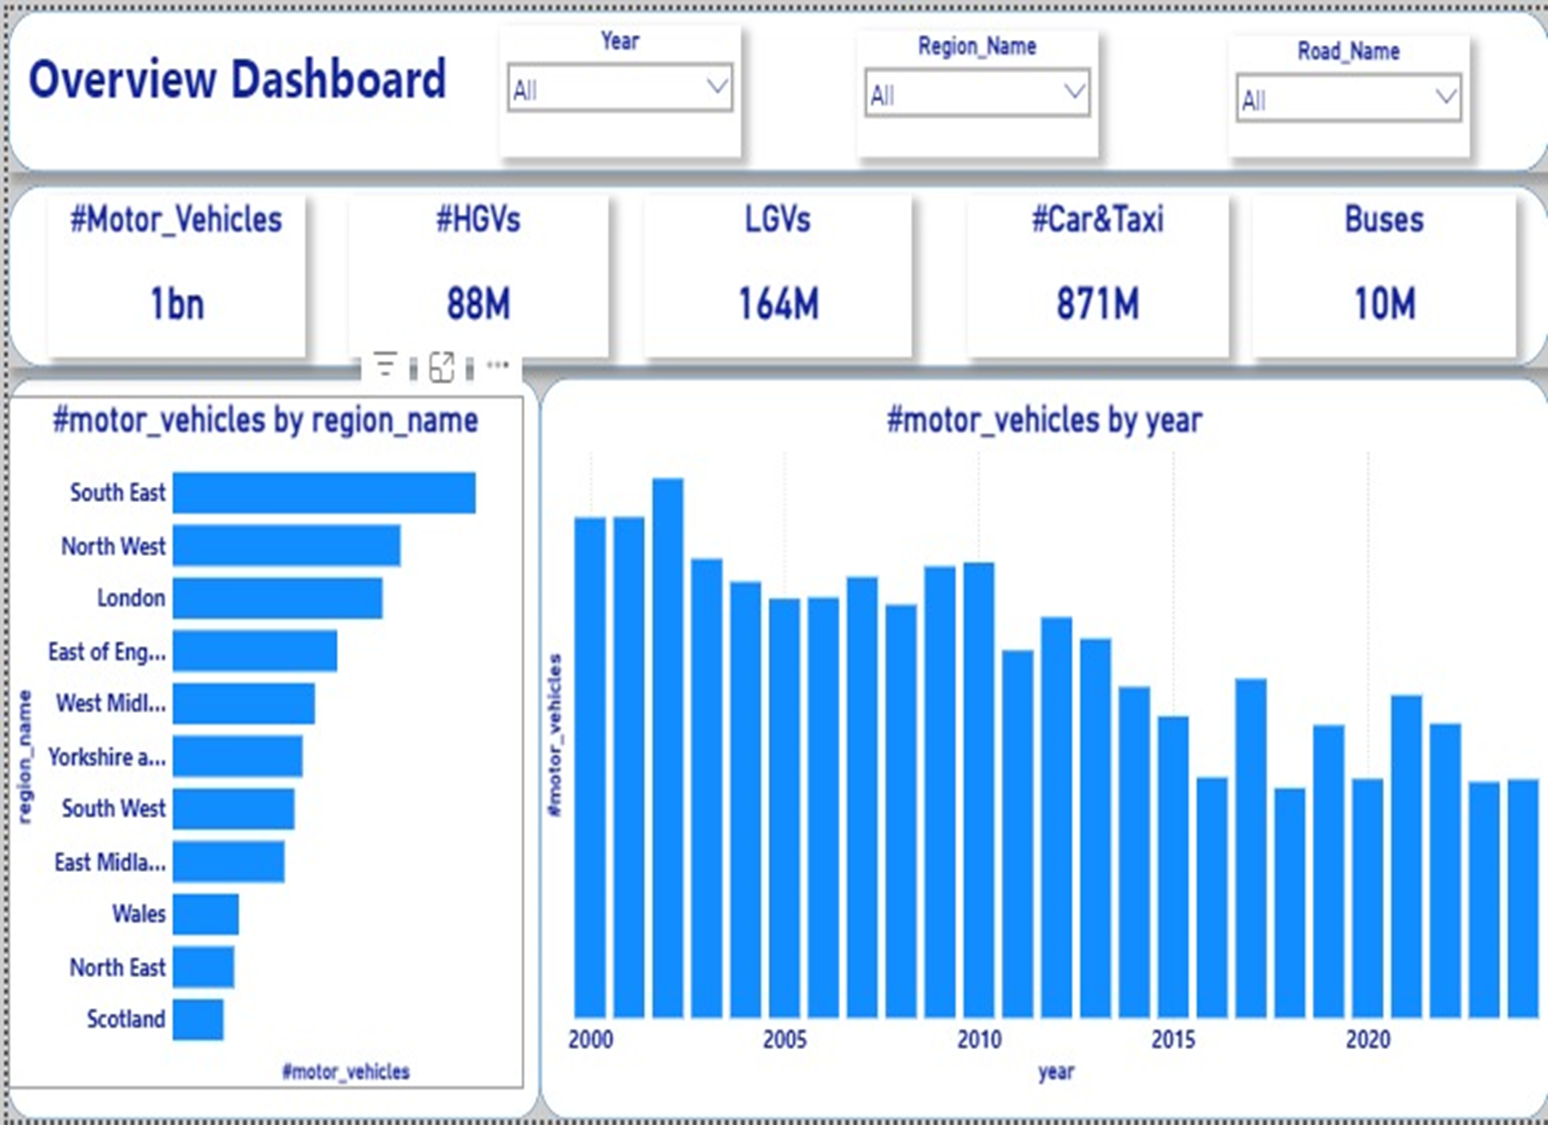 Overview Dashboard
Year
All
Region_Name
All
Road_Name
All
#Motor_Vehicles
1bn
#HGVs
88M
LGVs
164M
#Car&Taxi
871M
Buses
10M
#motor_vehicles by region_name
region_name
South East
North West
London
East of Eng...
West Midl...
Yorkshire a...
South West
East Midla...
Wales
North East
Scotland
#motor_vehicles
#motor_vehicles by year
#motor_vehicles
2000 2005 2010 2015 2020
year